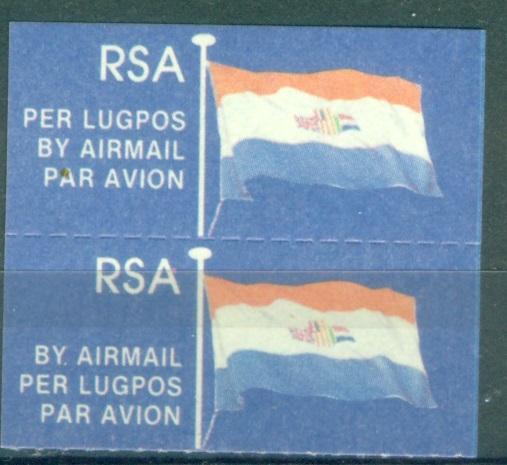 RSA
PER LUGPOS
BY AIRMAIL
PAR AVION
RSA
BY AIRMAIL
PER LUGPOS
PAR AVION